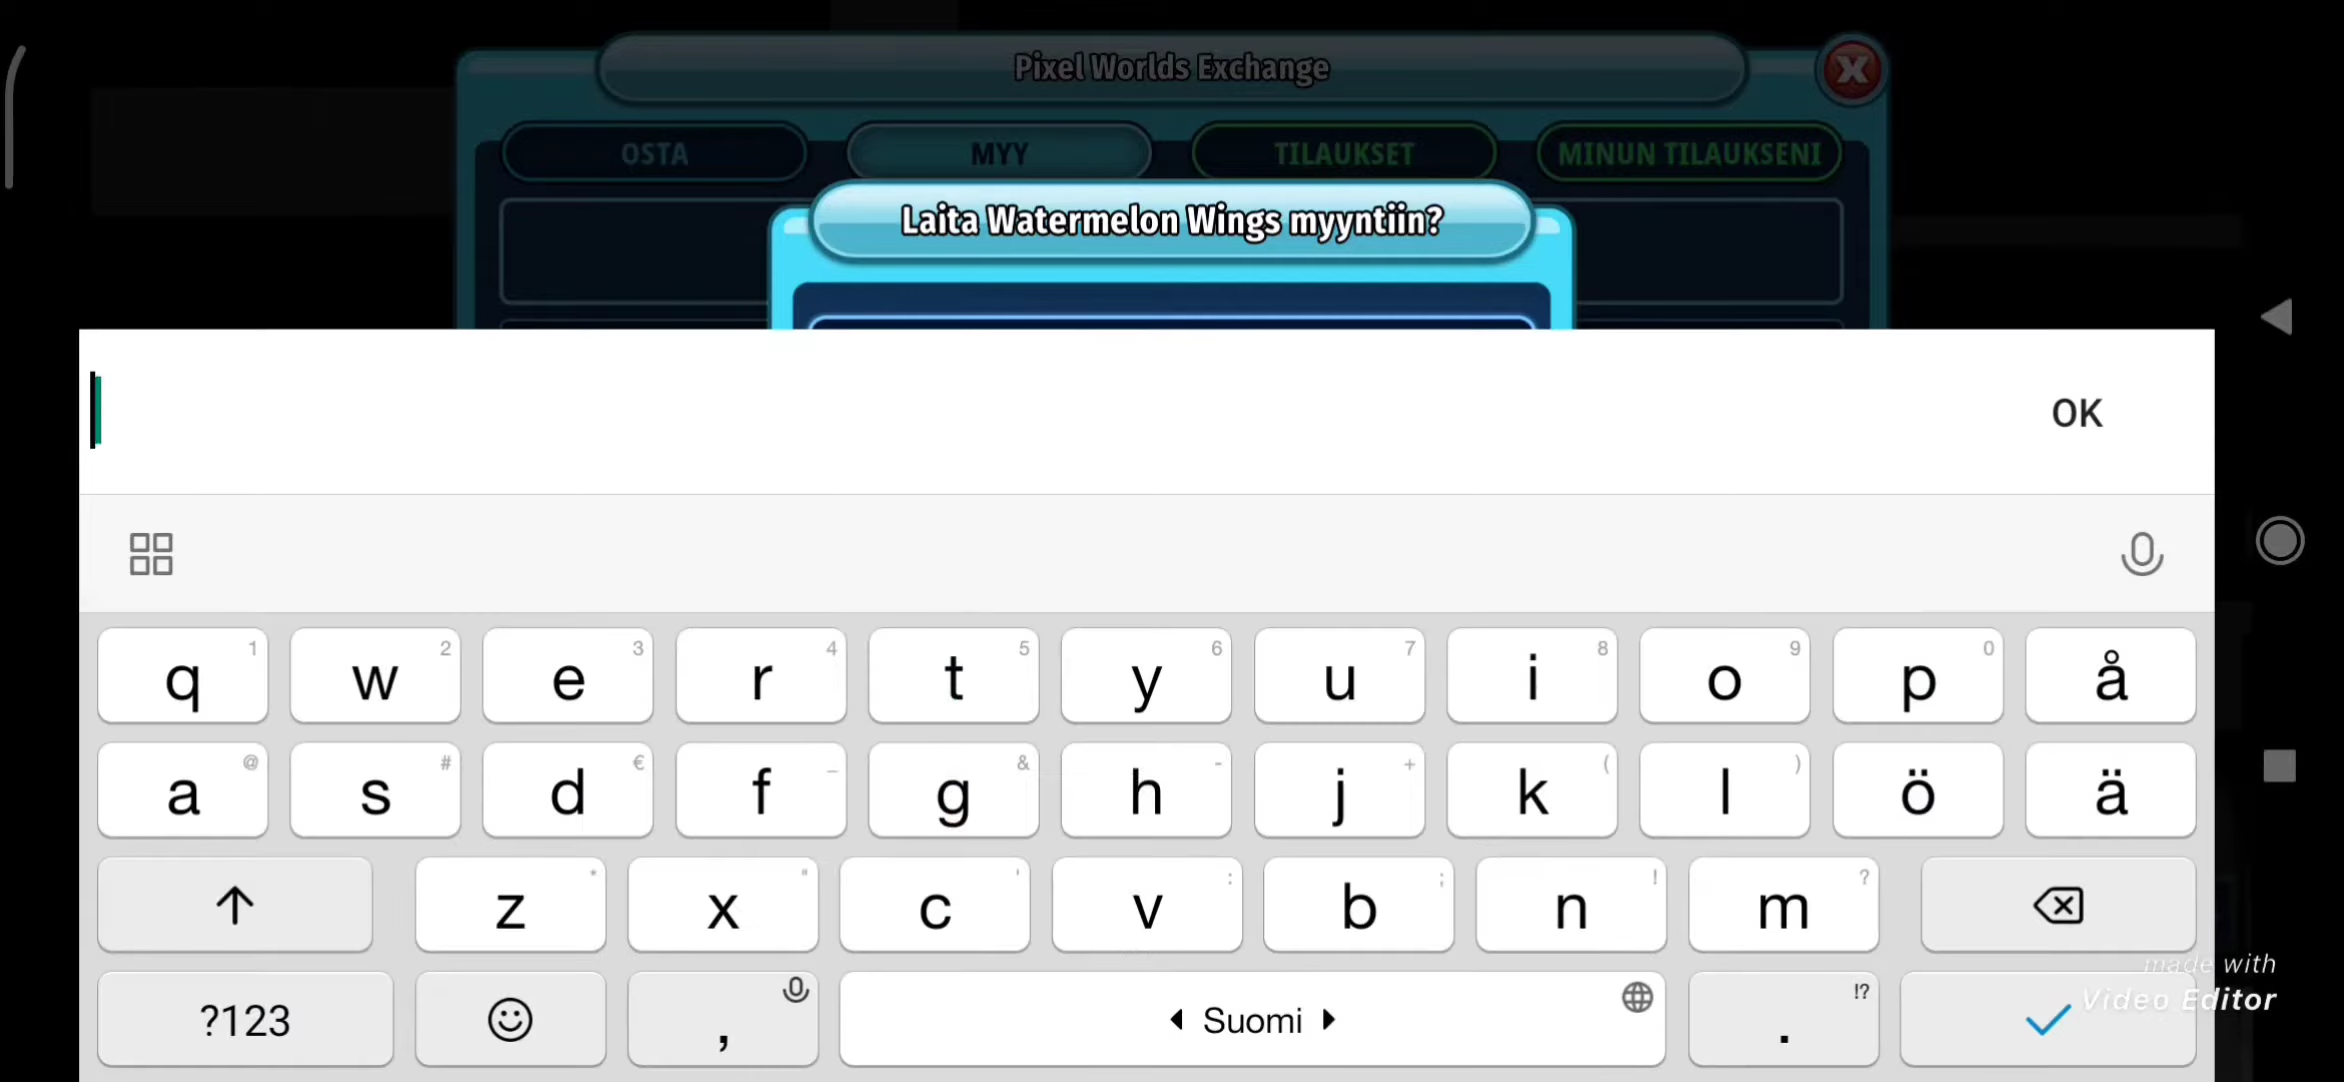 Pixel Worlds Exchange
X
OSTA MYY TILAUKSET MINUN TILAUKSENI
Laita Watermelon Wings myyntiin?
OK
q 1 w 2 e 3 r 4 t 5 y 6 u 7 i 8 o 9 p 0 å
a @ s # d € f _ g & h - j + k ( l ) ö ä
z * x " c ' v : b ; n ! m ?
?123 , Suomi . !?
made with
Video Editor